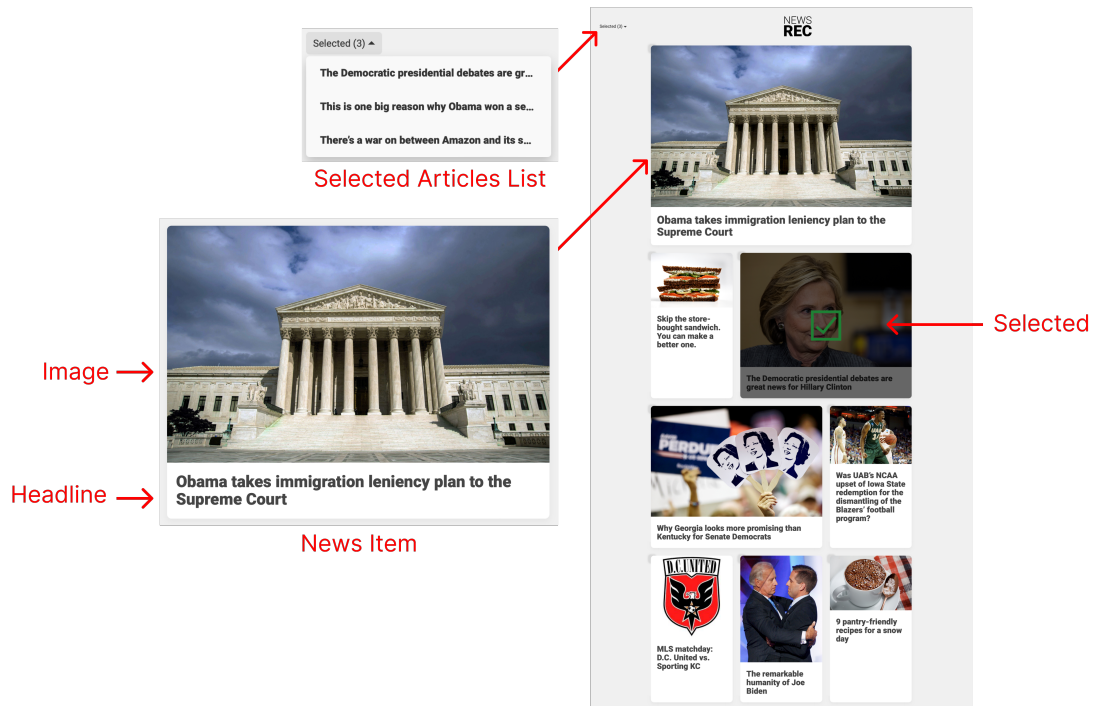 Selected (3)
The Democratic presidential debates are gr...
This is one big reason why Obama won a se...
There's a war on between Amazon and its s...
Selected Articles List
Image
Headline
Obama takes immigration leniency plan to the
Supreme Court
News Item
Selected (3)
NEWS
REC
Obama takes immigration leniency plan to the
Supreme Court
Skip the store-
bought sandwich.
You can make a
better one.
The Democratic presidential debates are
great news for Hillary Clinton
Selected
PERDUE
Why Georgia looks more promising than
Kentucky for Senate Democrats
Was UAB's NCAA
upset of Iowa State
redemption for the
dismantling of the
Blazers' football
program?
D.C.UNITED
MLS matchday:
D.C. United vs.
Sporting KC
The remarkable
humanity of Joe
Biden
9 pantry-friendly
recipes for a snow
day